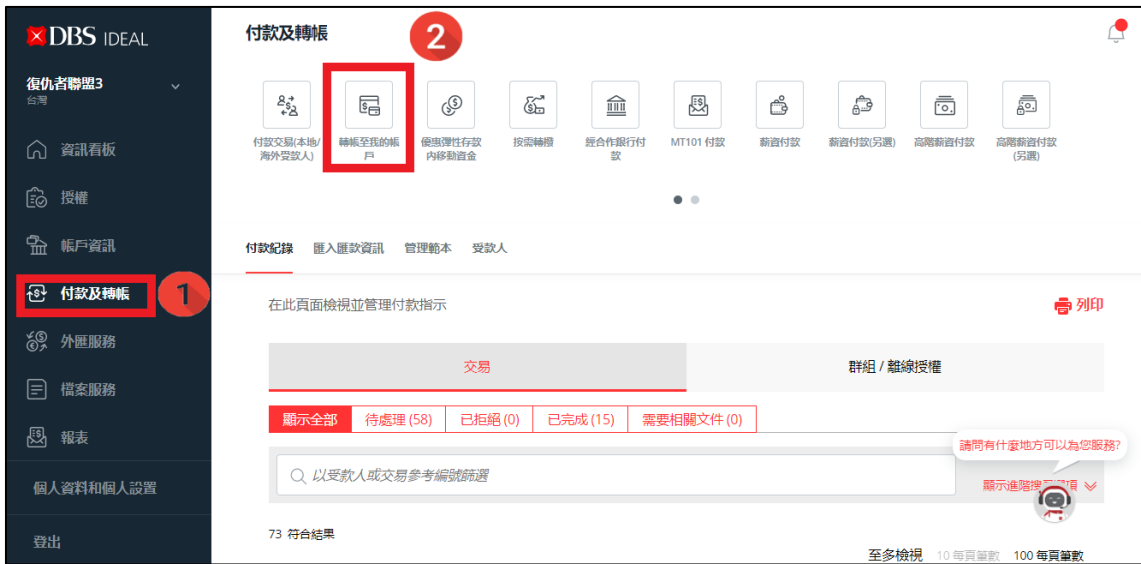 DBS IDEAL
復仇者聯盟3
台灣
資訊看板
授權
帳戶資訊
付款及轉帳
1
外匯服務
檔案服務
報表
個人資料和個人設置
登出
付款及轉帳
2
付款交易(本地/
海外受款人)
轉帳至我的帳
戶
優惠彈性存款
內移動資金
按需轉撥
經合作銀行付
款
MT101 付款
薪資付款
薪資付款(另選)
高階薪資付款
高階薪資付款
(另選)
付款紀錄 匯入匯款資訊 管理範本 受款人
在此頁面檢視並管理付款指示
列印
交易 群組 / 離線授權
顯示全部 待處理 (58) 已拒絕 (0) 已完成 (15) 需要相關文件 (0)
請問有什麼地方可以為您服務?
以受款人或交易參考編號篩選
顯示進階搜
項
73 符合結果
至多檢視 10 每頁筆數 100 每頁筆數